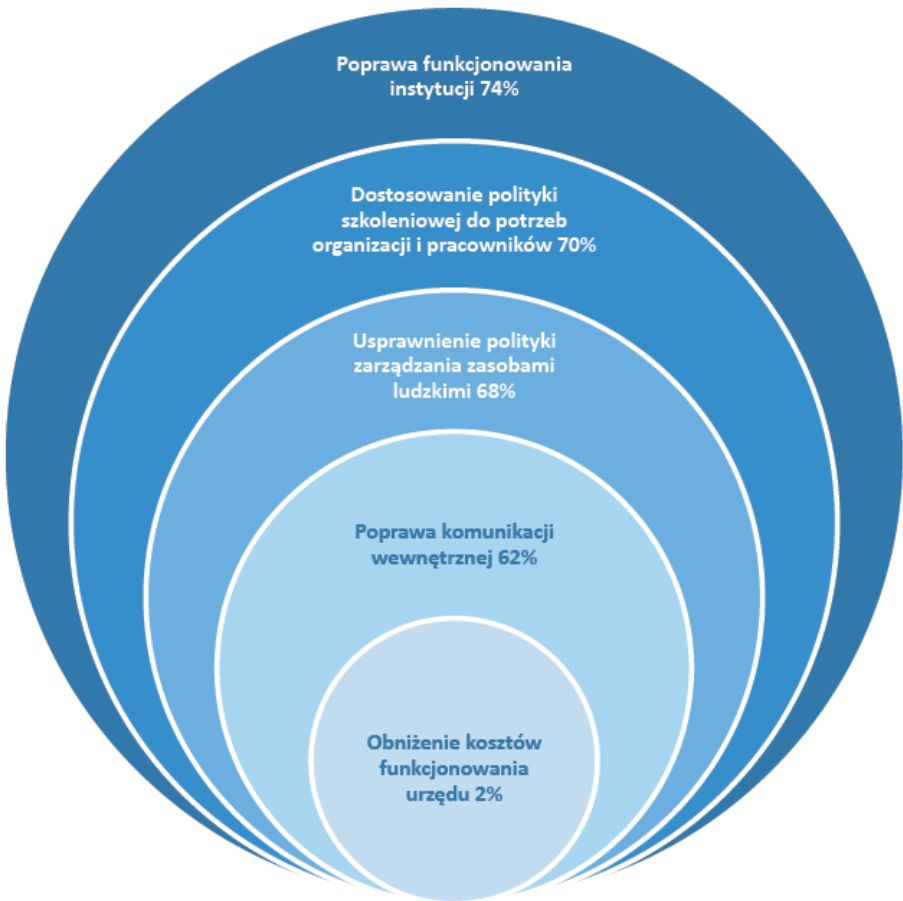 Poprawa funkcjonowania
instytucji 74%
Dostosowanie polityki
szkoleniowej do potrzeb
organizacji i pracowników 70%
Usprawnienie polityki
zarządzania zasobami
ludzkimi 68%
Poprawa komunikacji
wewnętrznej 62%
Obniżenie kosztów
funkcjonowania
urzędu 2%